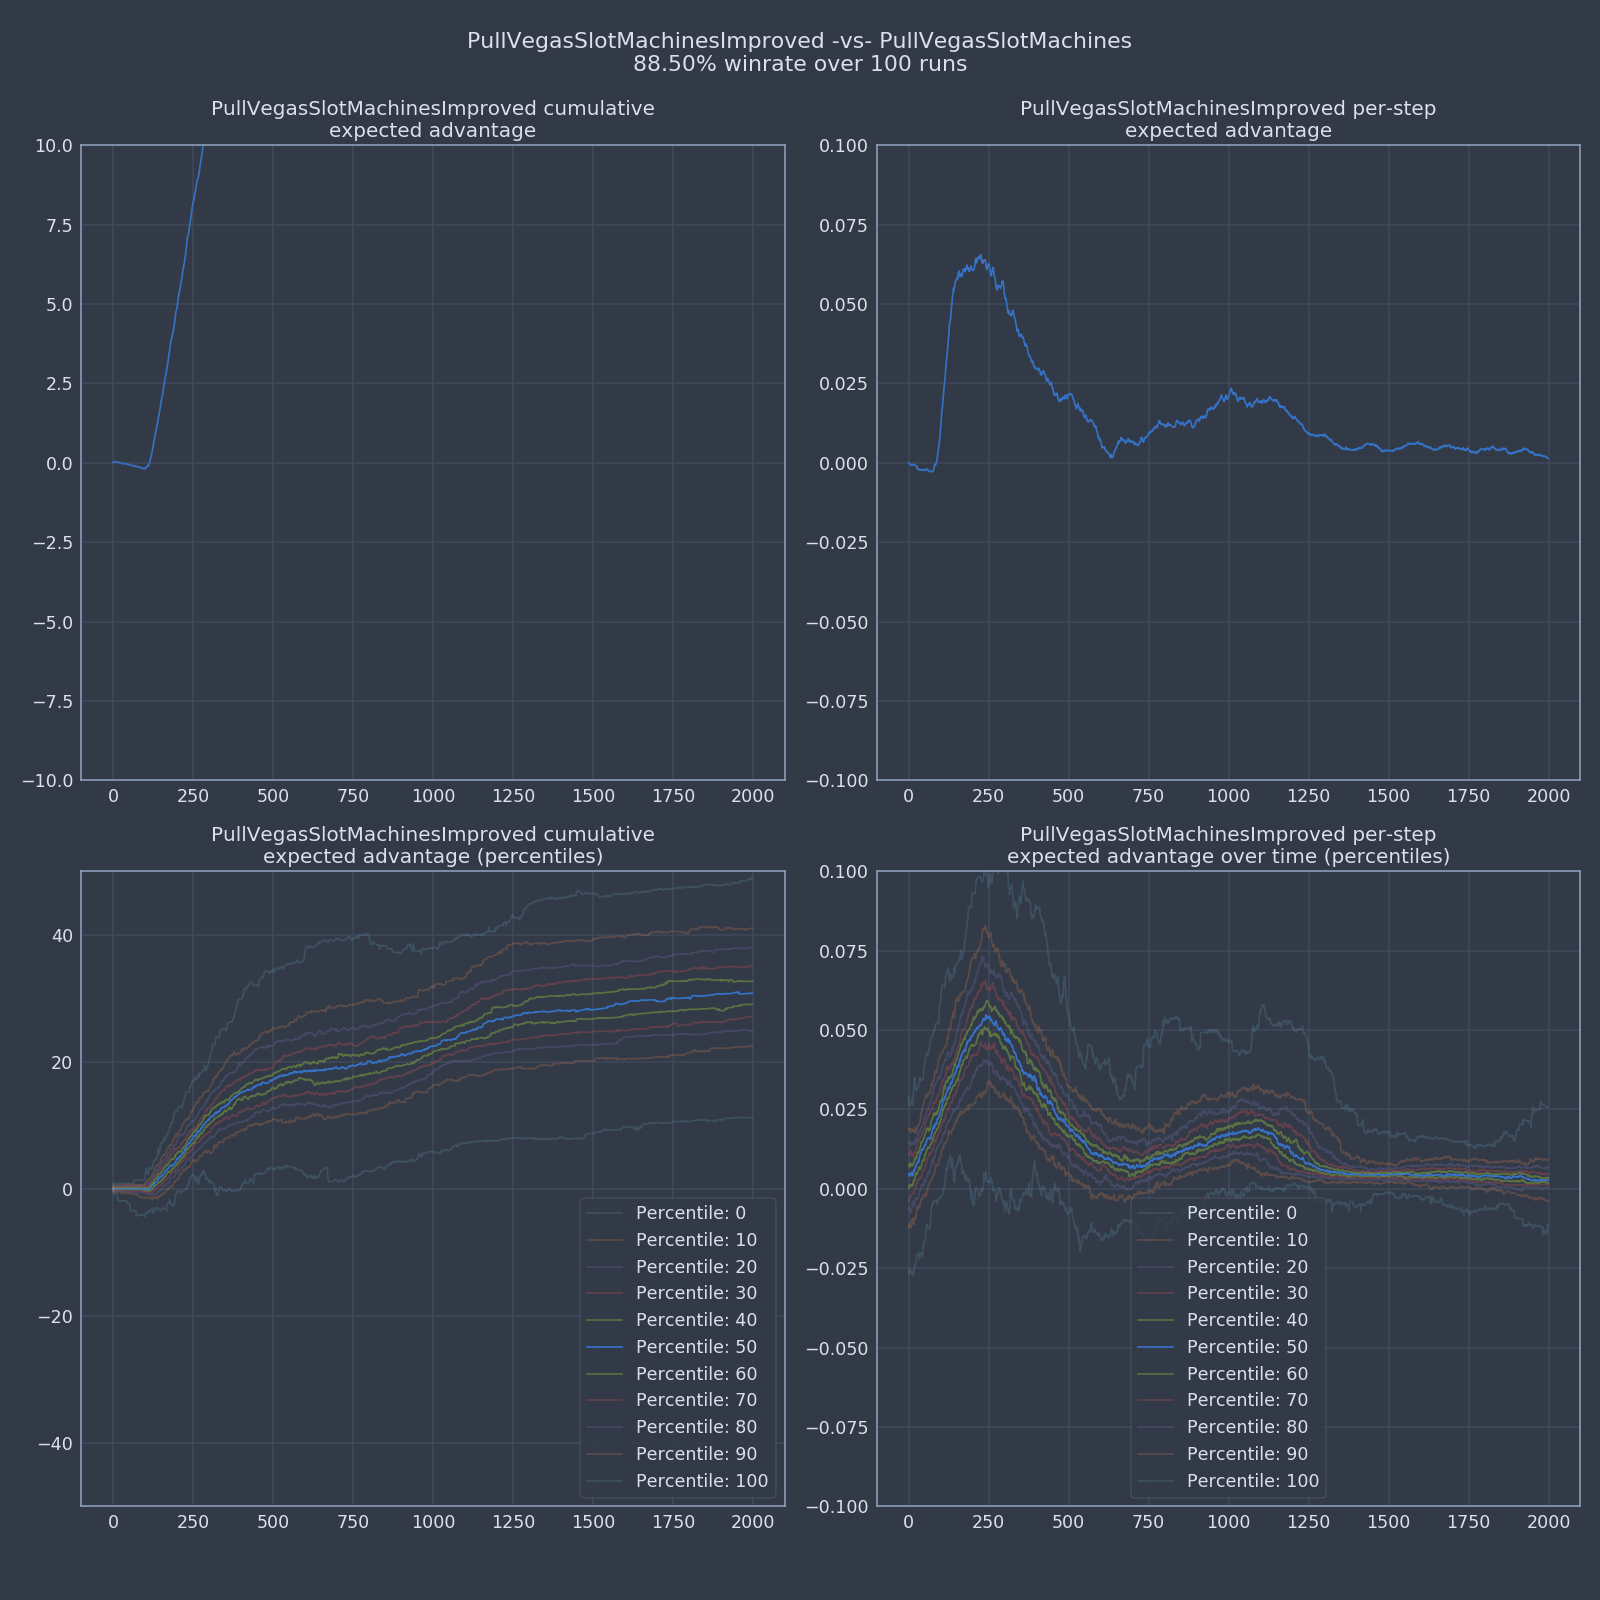 PullVegasSlotMachinesImproved -vs- PullVegasSlotMachines
88.50% winrate over 100 runs
PullVegasSlotMachinesImproved cumulative
expected advantage
10.0
7.5
5.0
2.5
0.0
−2.5
−5.0
−7.5
−10.0
0 250 500 750 1000 1250 1500 1750 2000
PullVegasSlotMachinesImproved per-step
expected advantage
0.100
0.075
0.050
0.025
0.000
−0.025
−0.050
−0.075
−0.100
0 250 500 750 1000 1250 1500 1750 2000
PullVegasSlotMachinesImproved cumulative
expected advantage (percentiles)
40
20
0
−20
−40
Percentile: 0
Percentile: 10
Percentile: 20
Percentile: 30
Percentile: 40
Percentile: 50
Percentile: 60
Percentile: 70
Percentile: 80
Percentile: 90
Percentile: 100
0 250 500 750 1000 1250 1500 1750 2000
PullVegasSlotMachinesImproved per-step
expected advantage over time (percentiles)
0.100
0.075
0.050
0.025
0.000
−0.025
−0.050
−0.075
−0.100
Percentile: 0
Percentile: 10
Percentile: 20
Percentile: 30
Percentile: 40
Percentile: 50
Percentile: 60
Percentile: 70
Percentile: 80
Percentile: 90
Percentile: 100
0 250 500 750 1000 1250 1500 1750 2000